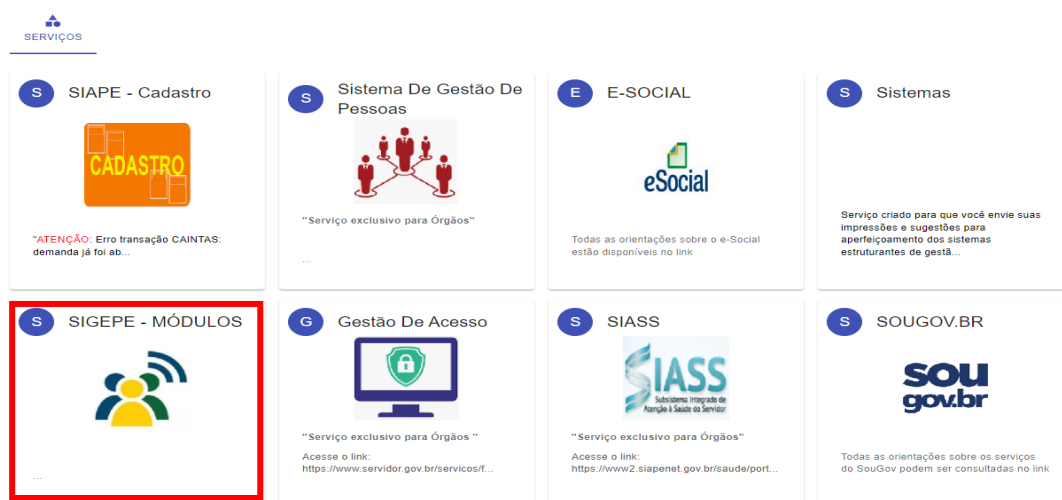 SERVIÇOS
S
SIAPE - Cadastro
CADASTRO
"ATENÇÃO: Erro transação CAINTAS:
demanda já foi ab...
S
Sistema De Gestão De
Pessoas
"Serviço exclusivo para Órgãos"
...
E
E-SOCIAL
eSocial
Todas as orientações sobre o e-Social
estão disponíveis no link
S
Sistemas
Serviço criado para que você envie suas
impressões e sugestões para
aperfeiçoamento dos sistemas
estruturantes de gestã...
S
SIGEPE - MÓDULOS
...
G
Gestão De Acesso
"Serviço exclusivo para Órgãos "
Acesse o link:
https://www.servidor.gov.br/servicos/f...
S
SIASS
SIASS
Subsistema Integrado de
Atenção à Saúde do Servidor
"Serviço exclusivo para Órgãos"
Acesse o link:
https://www2.siapenet.gov.br/saude/port...
S
SOUGOV.BR
sou
gov.br
Todas as orientações sobre os serviços
do SouGov podem ser consultadas no link